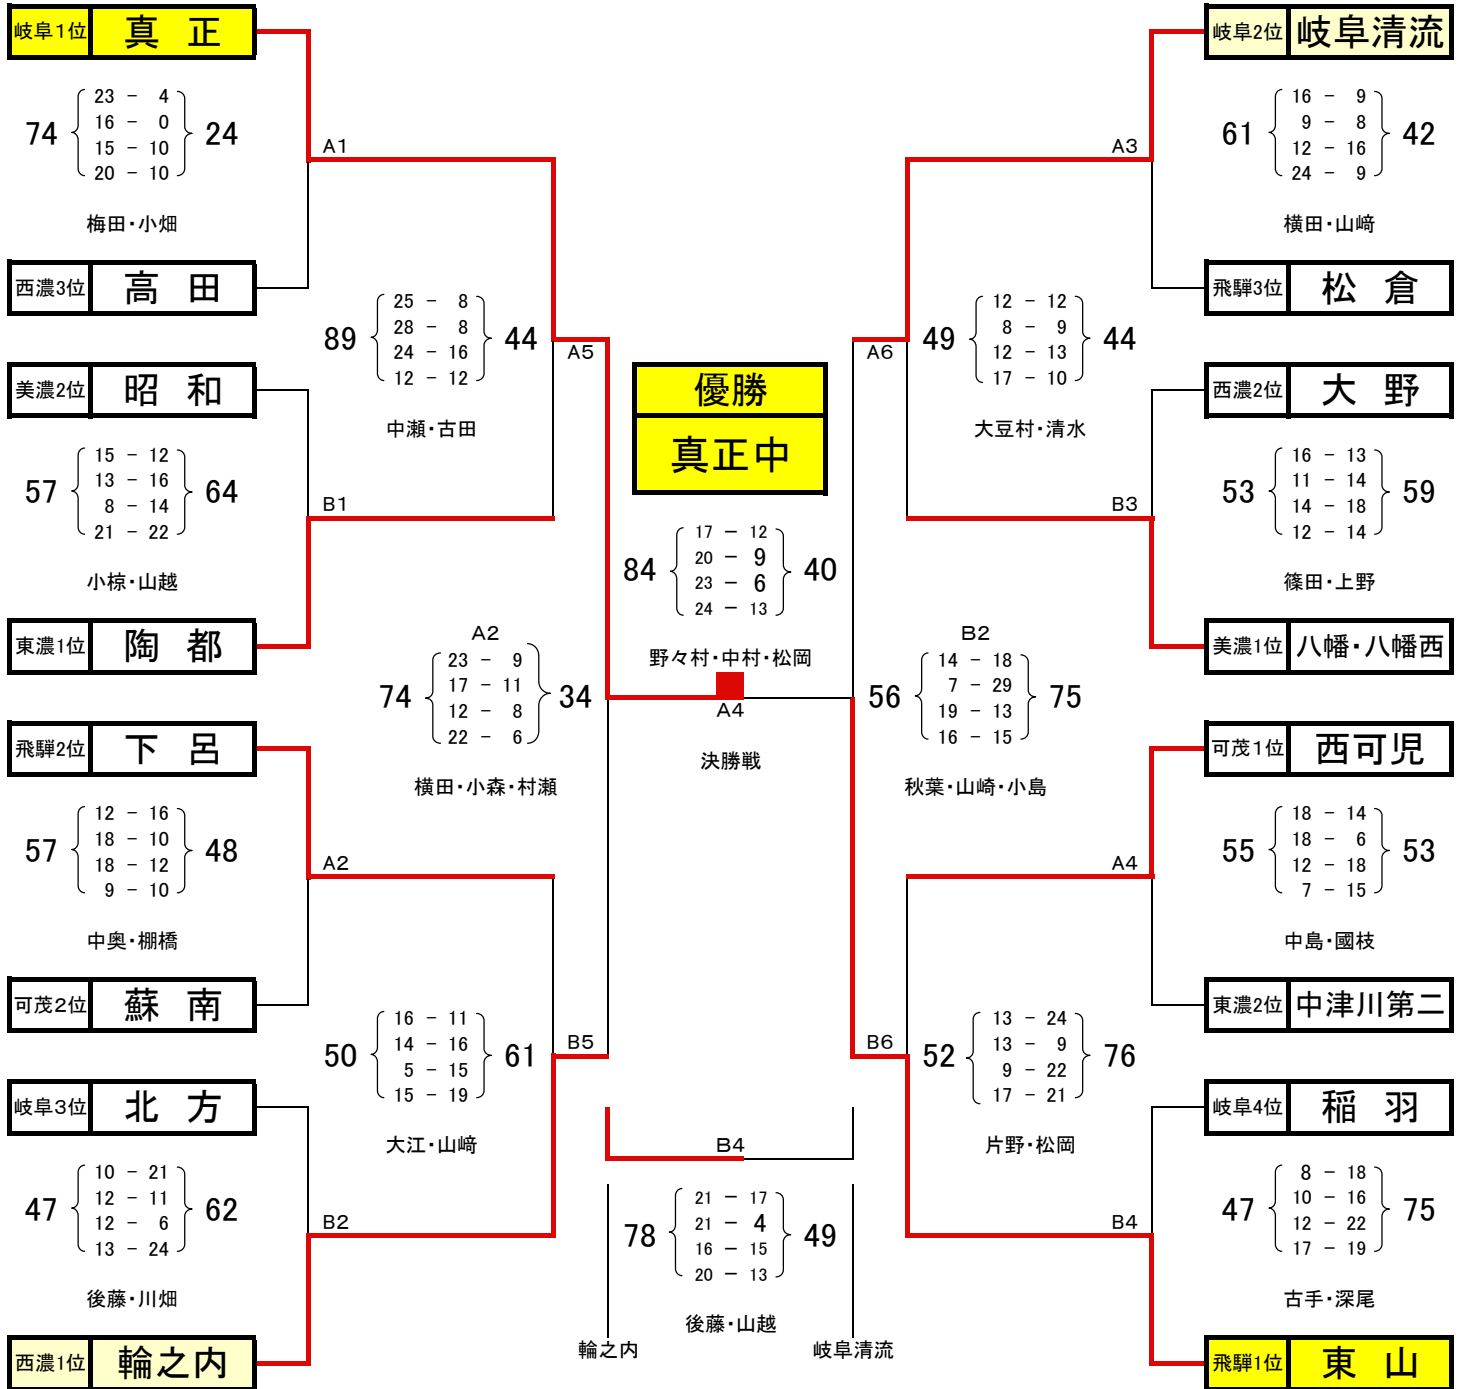 岐阜1位 真 正
74 23 - 4 24
16 - 0
15 - 10
20 - 10
A1
梅田・小畑
西濃3位 高 田
89 25 - 8 44
28 - 8
24 - 16
12 - 12
A5
中瀬・古田
美濃2位 昭 和
57 15 - 12 64
13 - 16
8 - 14
21 - 22
B1
小椋・山越
東濃1位 陶 都
A2
74 23 - 9 34
17 - 11
12 - 8
22 - 6
横田・小森・村瀬
飛騨2位 下 呂
57 12 - 16 48
18 - 10
18 - 12
9 - 10
A2
中奥・棚橋
可茂2位 蘇 南
50 16 - 11 61
14 - 16
5 - 15
15 - 19
B5
大江・山﨑
岐阜3位 北 方
47 10 - 21 62
12 - 11
12 - 6
13 - 24
B2
後藤・川畑
西濃1位 輪之内
優勝
真正中
84 17 - 12 40
20 - 9
23 - 6
24 - 13
野々村・中村・松岡
A4
決勝戦
B4
78 21 - 17 49
21 - 4
16 - 15
20 - 13
後藤・山越
輪之内 岐阜清流
岐阜2位 岐阜清流
61 16 - 9 42
9 - 8
12 - 16
24 - 9
A3
横田・山﨑
飛騨3位 松 倉
A6
49 12 - 12 44
8 - 9
12 - 13
17 - 10
大豆村・清水
西濃2位 大 野
53 16 - 13 59
11 - 14
14 - 18
12 - 14
B3
篠田・上野
美濃1位 八幡・八幡西
B2
56 14 - 18 75
7 - 29
19 - 13
16 - 15
秋葉・山崎・小島
可茂1位 西可児
55 18 - 14 53
18 - 6
12 - 18
7 - 15
A4
中島・國枝
東濃2位 中津川第二
B6
52 13 - 24 76
13 - 9
9 - 22
17 - 21
片野・松岡
岐阜4位 稲 羽
47 8 - 18 75
10 - 16
12 - 22
17 - 19
B4
古手・深尾
飛騨1位 東 山